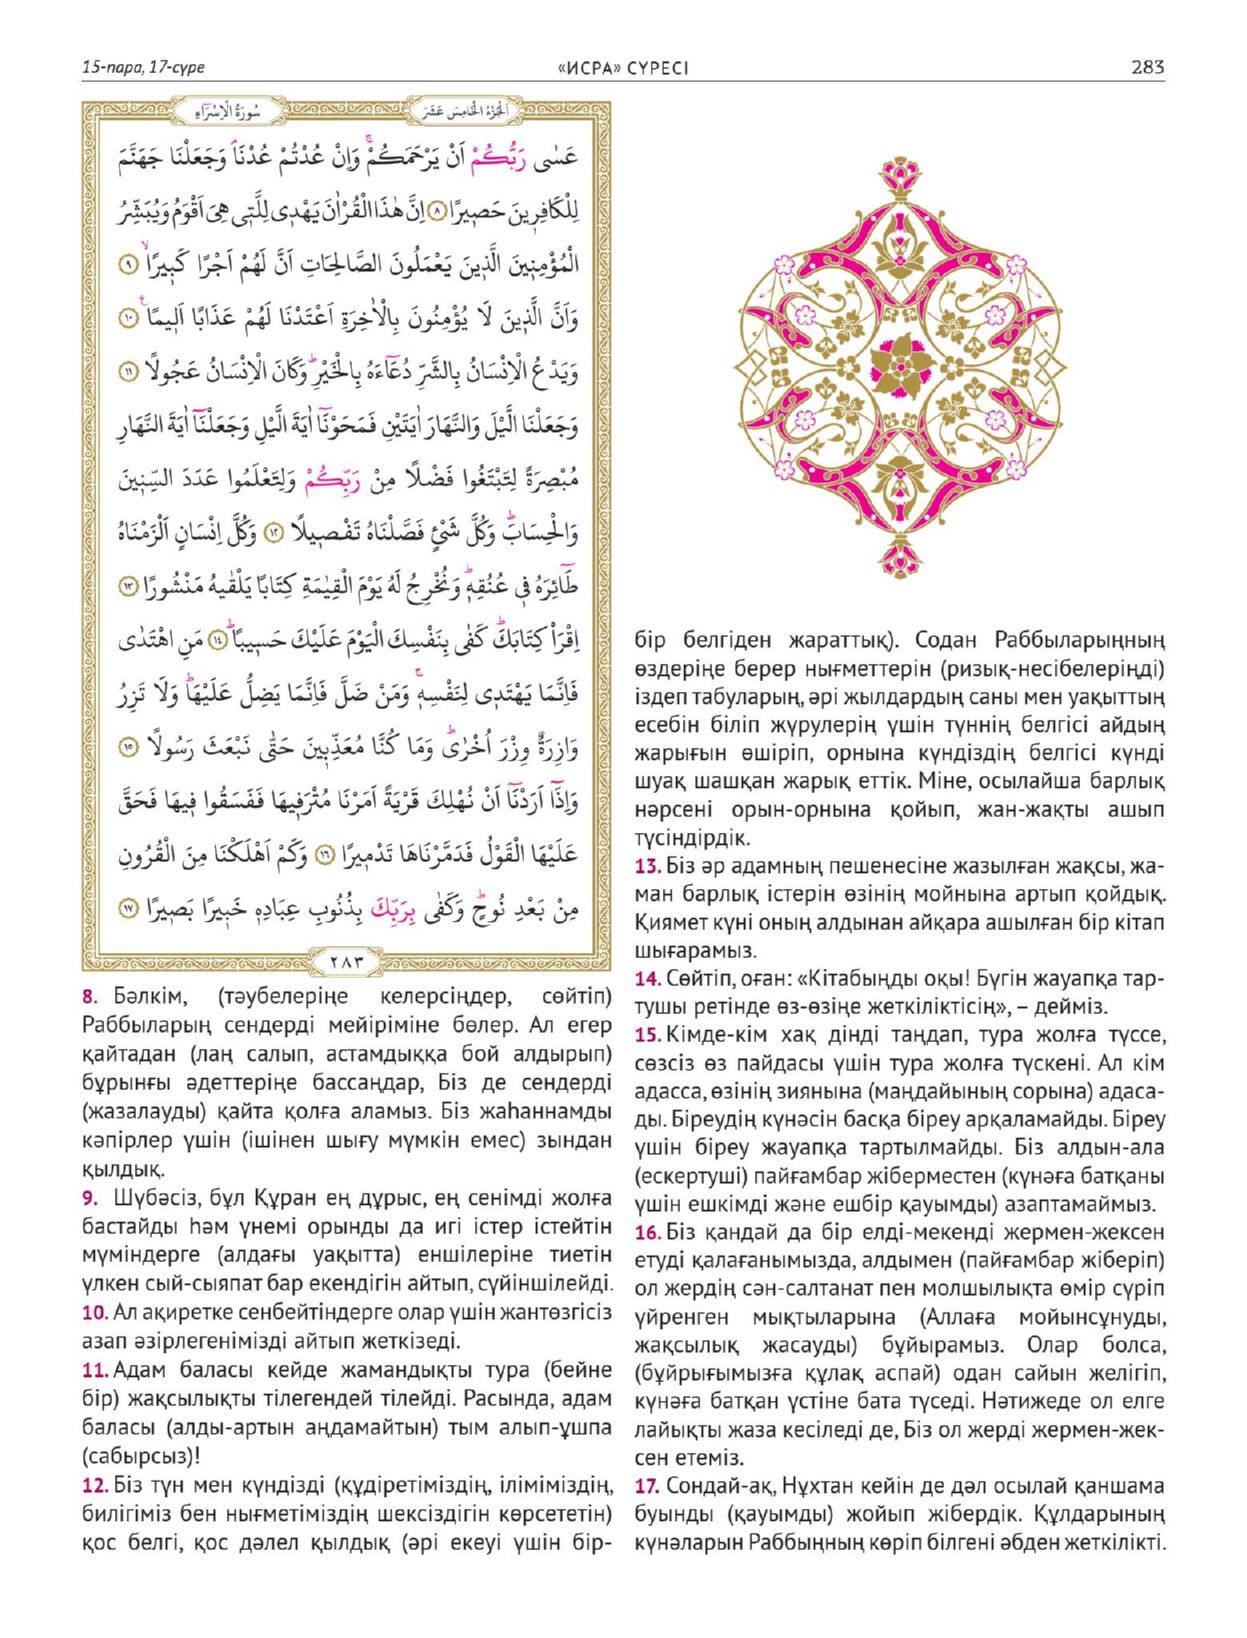 15-пара, 17-сүре
«ИСРА» СҮРЕСІ
283
سُورَةُ الْاِسْرَٓاءِ
اَلْجُزْءُ الْخَامِسَ عَشَرَ
عَسٰى رَبُّكُمْ اَنْ يَرْحَمَكُمْۚ وَاِنْ عُدْتُمْ عُدْنَاۢ وَجَعَلْنَا جَهَنَّمَ
لِلْكَافِر۪ينَ حَص۪يرًا ﴿٨﴾ اِنَّ هٰذَا الْقُرْاٰنَ يَهْد۪ى لِلَّت۪ى هِىَ اَقْوَمُ وَيُبَشِّرُ
الْمُؤْمِن۪ينَ الَّذ۪ينَ يَعْمَلُونَ الصَّالِحَاتِ اَنَّ لَهُمْ اَجْرًا كَب۪يرًاۙ ﴿٩﴾
وَاَنَّ الَّذ۪ينَ لَا يُؤْمِنُونَ بِالْاٰخِرَةِ اَعْتَدْنَا لَهُمْ عَذَابًا اَل۪يمًا۟ ﴿١٠﴾
وَيَدْعُ الْاِنْسَانُ بِالشَّرِّ دُعَٓاءَهُ بِالْخَيْرِۜ وَكَانَ الْاِنْسَانُ عَجُولًا ﴿١١﴾
وَجَعَلْنَا الَّيْلَ وَالنَّهَارَ اٰيَتَيْنِ فَمَحَوْنَٓا اٰيَةَ الَّيْلِ وَجَعَلْنَٓا اٰيَةَ النَّهَارِ
مُبْصِرَةً لِتَبْتَغُوا فَضْلًا مِنْ رَبِّكُمْ وَلِتَعْلَمُوا عَدَدَ السِّن۪ينَ
وَالْحِسَابَۜ وَكُلَّ شَىْءٍ فَصَّلْنَاهُ تَفْص۪يلًا ﴿١٢﴾ وَكُلَّ اِنْسَانٍ اَلْزَمْنَاهُ
طَٓائِرَهُ ف۪ى عُنُقِه۪ۜ وَنُخْرِجُ لَهُ يَوْمَ الْقِيٰمَةِ كِتَابًا يَلْقٰيهُ مَنْشُورًا ﴿١٣﴾
اِقْرَاْ كِتَابَكَۜ كَفٰى بِنَفْسِكَ الْيَوْمَ عَلَيْكَ حَس۪يبًاۜ ﴿١٤﴾ مَنِ اهْتَدٰى
فَاِنَّمَا يَهْتَد۪ى لِنَفْسِه۪ۚ وَمَنْ ضَلَّ فَاِنَّمَا يَضِلُّ عَلَيْهَاۜ وَلَا تَزِرُ
وَازِرَةٌ وِزْرَ اُخْرٰىۜ وَمَا كُنَّا مُعَذِّب۪ينَ حَتّٰى نَبْعَثَ رَسُولًا ﴿١٥﴾
وَاِذَٓا اَرَدْنَٓا اَنْ نُهْلِكَ قَرْيَةً اَمَرْنَا مُتْرَف۪يهَا فَفَسَقُوا ف۪يهَا فَحَقَّ
عَلَيْهَا الْقَوْلُ فَدَمَّرْنَاهَا تَدْم۪يرًا ﴿١٦﴾ وَكَمْ اَهْلَكْنَا مِنَ الْقُرُونِ
مِنْ بَعْدِ نُوحٍۜ وَكَفٰى بِرَبِّكَ بِذُنُوبِ عِبَادِه۪ خَب۪يرًا بَص۪يرًا ﴿١٧﴾
٢٨٣
8. Бәлкім, (тәубелеріңе келерсіңдер, сөйтіп)
Раббыларың сендерді мейіріміне бөлер. Ал егер
қайтадан (лаң салып, астамдыққа бой алдырып)
бұрынғы әдеттеріңе бассаңдар, Біз де сендерді
(жазалауды) қайта қолға аламыз. Біз жаһаннамды
кәпірлер үшін (ішінен шығу мүмкін емес) зындан
қылдық.
9. Шүбәсіз, бұл Құран ең дұрыс, ең сенімді жолға
бастайды һәм үнемі орынды да игі істер істейтін
мүміндерге (алдағы уақытта) еншілеріне тиетін
үлкен сый-сыяпат бар екендігін айтып, сүйіншілейді.
10. Ал ақиретке сенбейтіндерге олар үшін жантөзгісіз
азап әзірлегенімізді айтып жеткізеді.
11. Адам баласы кейде жамандықты тура (бейне
бір) жақсылықты тілегендей тілейді. Расында, адам
баласы (алды-артын аңдамайтын) тым алып-ұшпа
(сабырсыз)!
12. Біз түн мен күндізді (құдіретіміздің, іліміміздің,
билігіміз бен нығметіміздің шексіздігін көрсететін)
қос белгі, қос дәлел қылдық (әрі екеуі үшін бір-
бір белгіден жараттық). Содан Раббыларыңның
өздеріңе берер нығметтерін (ризық-несібелеріңді)
іздеп табуларың, әрі жылдардың саны мен уақыттың
есебін біліп жүрулерің үшін түннің белгісі айдың
жарығын өшіріп, орнына күндіздің белгісі күнді
шуақ шашқан жарық еттік. Міне, осылайша барлық
нәрсені орын-орнына қойып, жан-жақты ашып
түсіндірдік.
13. Біз әр адамның пешенесіне жазылған жақсы, жа-
ман барлық істерін өзінің мойнына артып қойдық.
Қиямет күні оның алдынан айқара ашылған бір кітап
шығарамыз.
14. Сөйтіп, оған: «Кітабыңды оқы! Бүгін жауапқа тар-
тушы ретінде өз-өзіңе жеткіліктісің», – дейміз.
15. Кімде-кім хақ дінді таңдап, тура жолға түссе,
сөзсіз өз пайдасы үшін тура жолға түскені. Ал кім
адасса, өзінің зиянына (маңдайының сорына) адаса-
ды. Біреудің күнәсін басқа біреу арқаламайды. Біреу
үшін біреу жауапқа тартылмайды. Біз алдын-ала
(ескертуші) пайғамбар жіберместен (күнәға батқаны
үшін ешкімді және ешбір қауымды) азаптамаймыз.
16. Біз қандай да бір елді-мекенді жермен-жексен
етуді қалағанымызда, алдымен (пайғамбар жіберіп)
ол жердің сән-салтанат пен молшылықта өмір сүріп
үйренген мықтыларына (Аллаға мойынсұнуды,
жақсылық жасауды) бұйырамыз. Олар болса,
(бұйрығымызға құлақ аспай) одан сайын желігіп,
күнәға батқан үстіне бата түседі. Нәтижеде ол елге
лайықты жаза кесіледі де, Біз ол жерді жермен-жек-
сен етеміз.
17. Сондай-ақ, Нұхтан кейін де дәл осылай қаншама
буынды (қауымды) жойып жібердік. Құлдарының
күнәларын Раббыңның көріп білгені әбден жеткілікті.